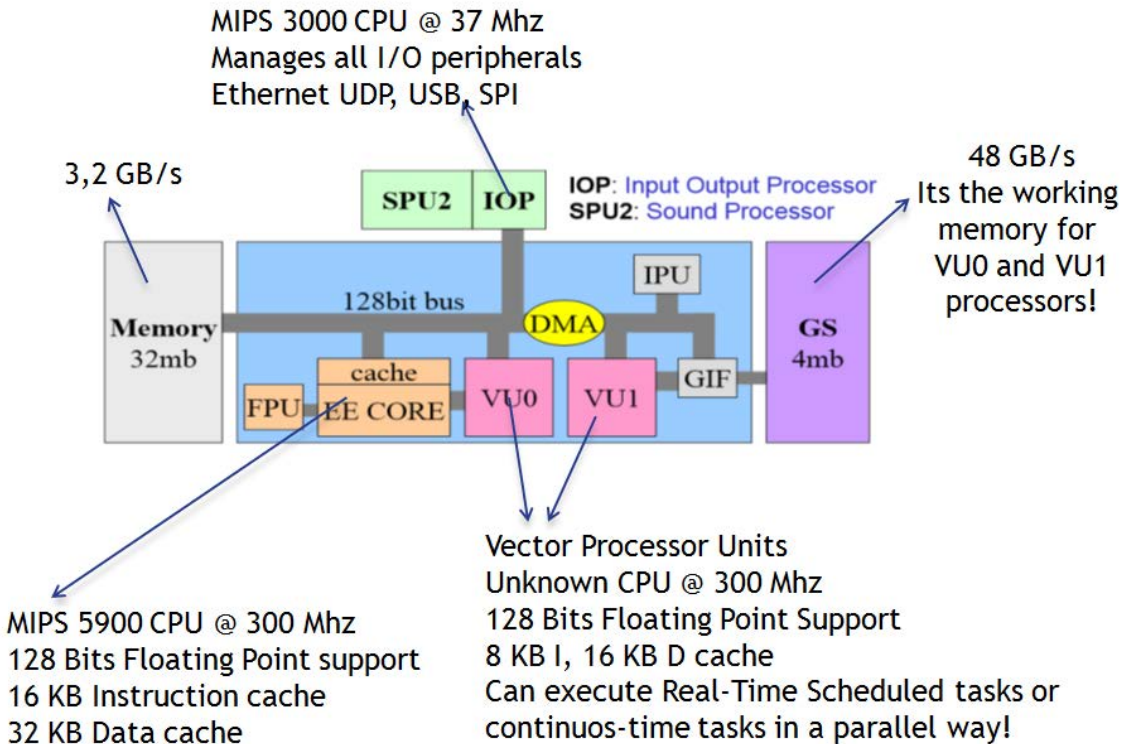 MIPS 3000 CPU @ 37 Mhz
Manages all I/O peripherals
Ethernet UDP, USB, SPI
3,2 GB/s
48 GB/s
Its the working
memory for
VU0 and VU1
processors!
SPU2
IOP
IOP: Input Output Processor
SPU2: Sound Processor
Memory
32mb
128bit bus
DMA
IPU
GS
4mb
FPU
cache
EE CORE
VU0
VU1
GIF
MIPS 5900 CPU @ 300 Mhz
128 Bits Floating Point support
16 KB Instruction cache
32 KB Data cache
Vector Processor Units
Unknown CPU @ 300 Mhz
128 Bits Floating Point Support
8 KB I, 16 KB D cache
Can execute Real-Time Scheduled tasks or
continuos-time tasks in a parallel way!